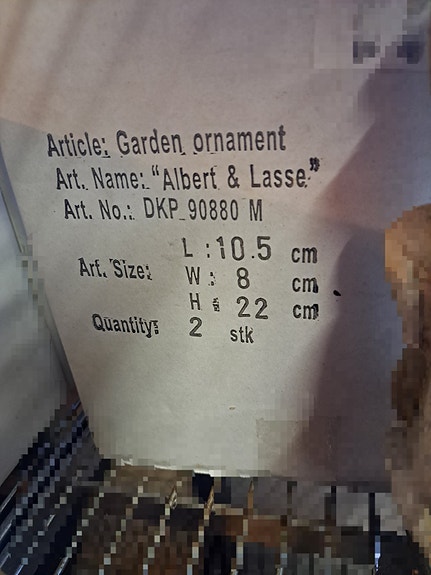 Article: Garden ornament
Art. Name: "Albert & Lasse"
Art. No.: DKP 90880 M
Art. Size: L : 10.5 cm
W : 8 cm
H : 22 cm
Quantity: 2 stk